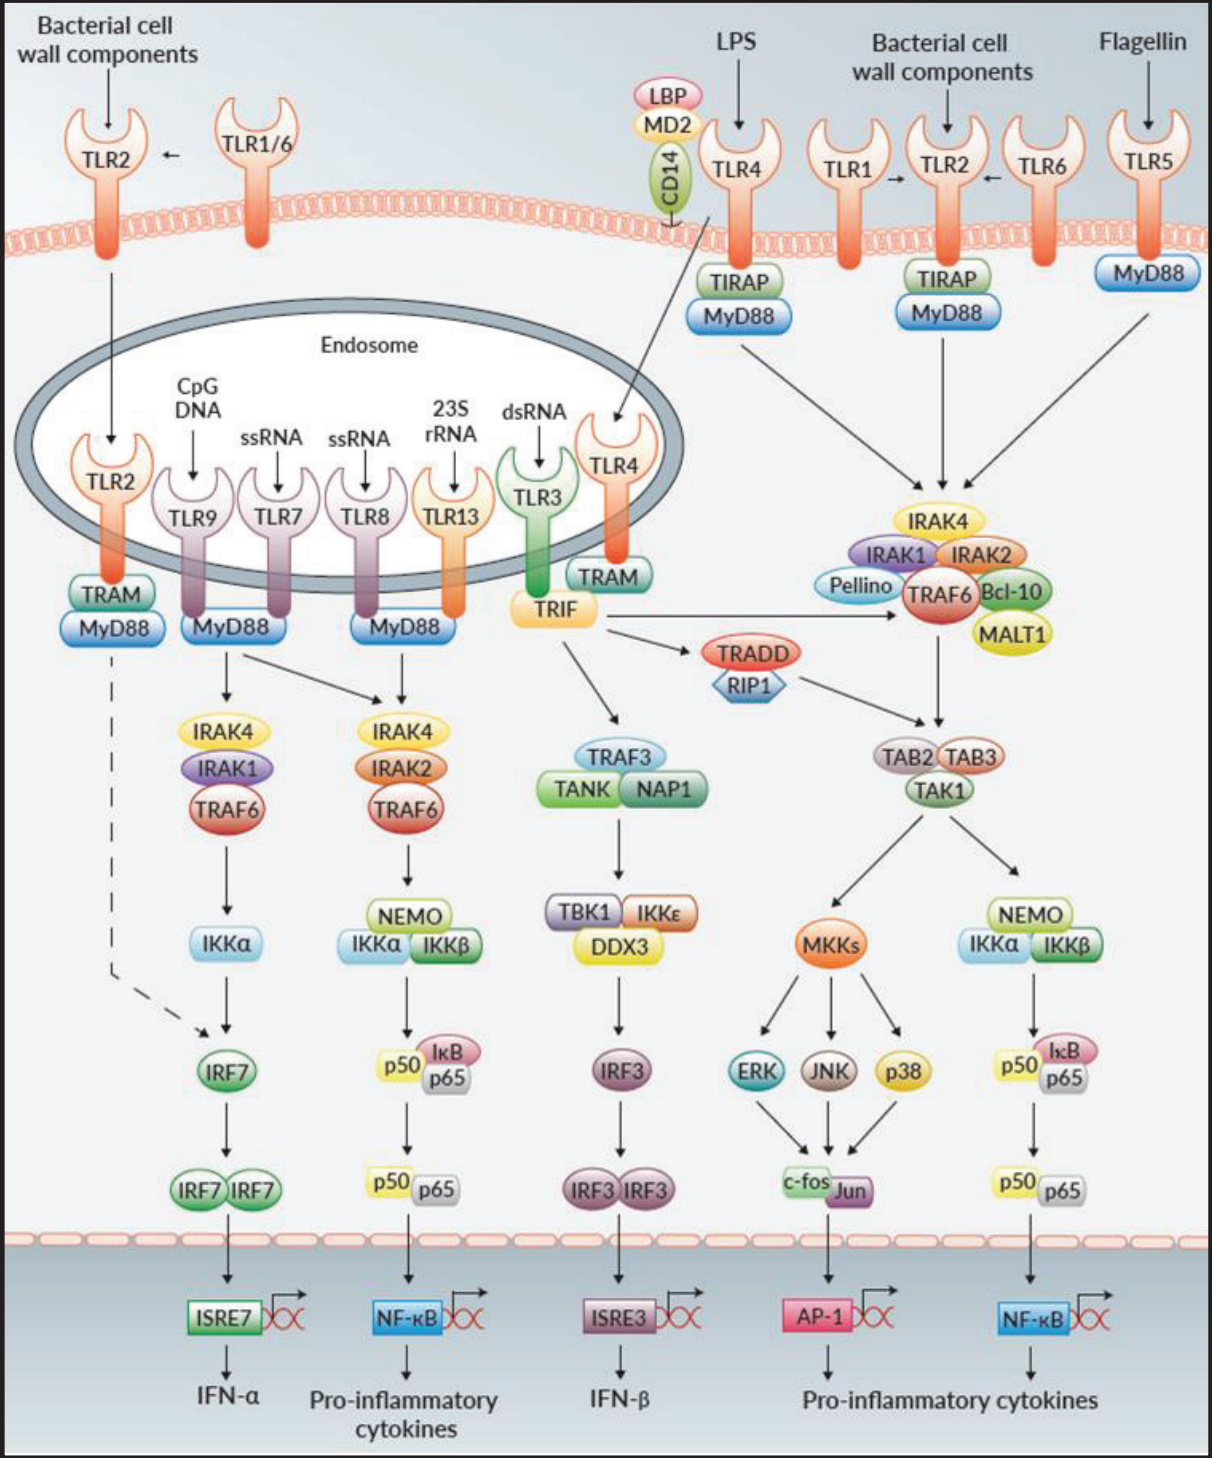 Bacterial cell
wall components
LPS
Bacterial cell
wall components
Flagellin
LBP
MD2
CD14
TLR2
TLR1/6
TLR4
TLR1
TLR2
TLR6
TLR5
TIRAP
MyD88
TIRAP
MyD88
MyD88
Endosome
CpG
DNA
ssRNA
ssRNA
23S
rRNA
dsRNA
TLR2
TLR9
TLR7
TLR8
TLR13
TLR3
TLR4
TRAM
MyD88
MyD88
MyD88
TRIF
TRAM
IRAK4
IRAK1
IRAK2
Pellino
TRAF6
Bcl-10
MALT1
TRADD
RIP1
IRAK4
IRAK1
TRAF6
IRAK4
IRAK2
TRAF6
TRAF3
TANK
NAP1
TAB2
TAB3
TAK1
IKKα
NEMO
IKKα
IKKβ
TBK1
IKKε
DDX3
MKKs
NEMO
IKKα
IKKβ
IRF7
p50
IκB
p65
IRF3
ERK
JNK
p38
p50
IκB
p65
IRF7
IRF7
p50
p65
IRF3
IRF3
c-fos
Jun
p50
p65
ISRE7
NF-κB
ISRE3
AP-1
NF-κB
IFN-α
Pro-inflammatory
cytokines
IFN-β
Pro-inflammatory cytokines